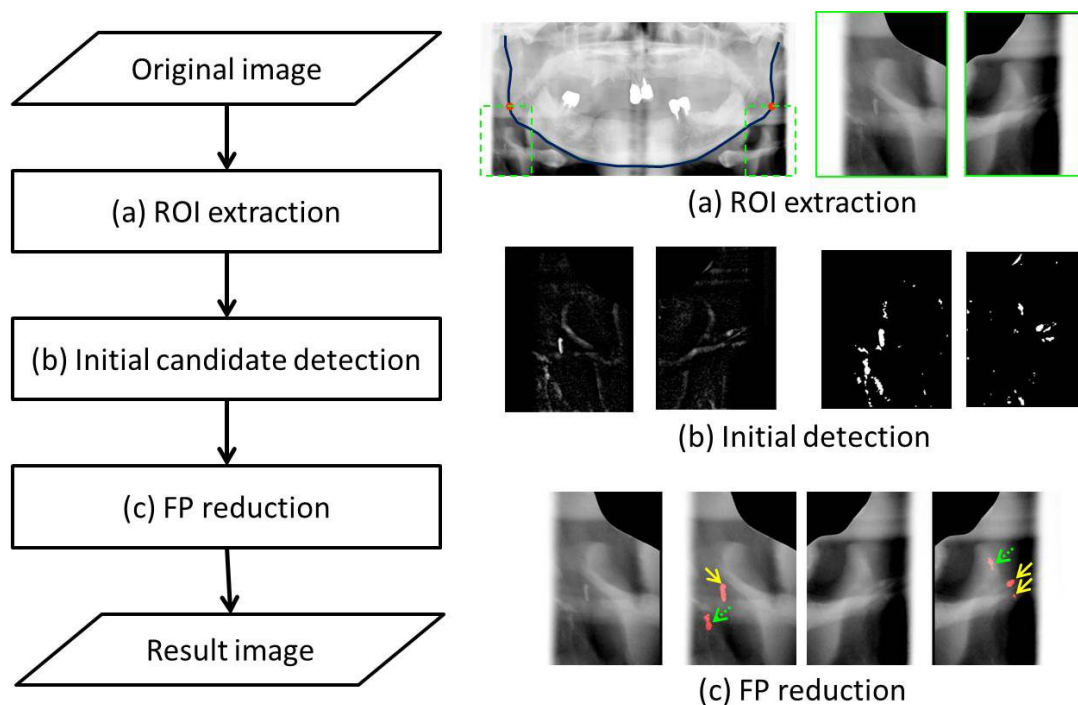 Original image
(a) ROI extraction
(b) Initial candidate detection
(c) FP reduction
Result image
(a) ROI extraction
(b) Initial detection
(c) FP reduction